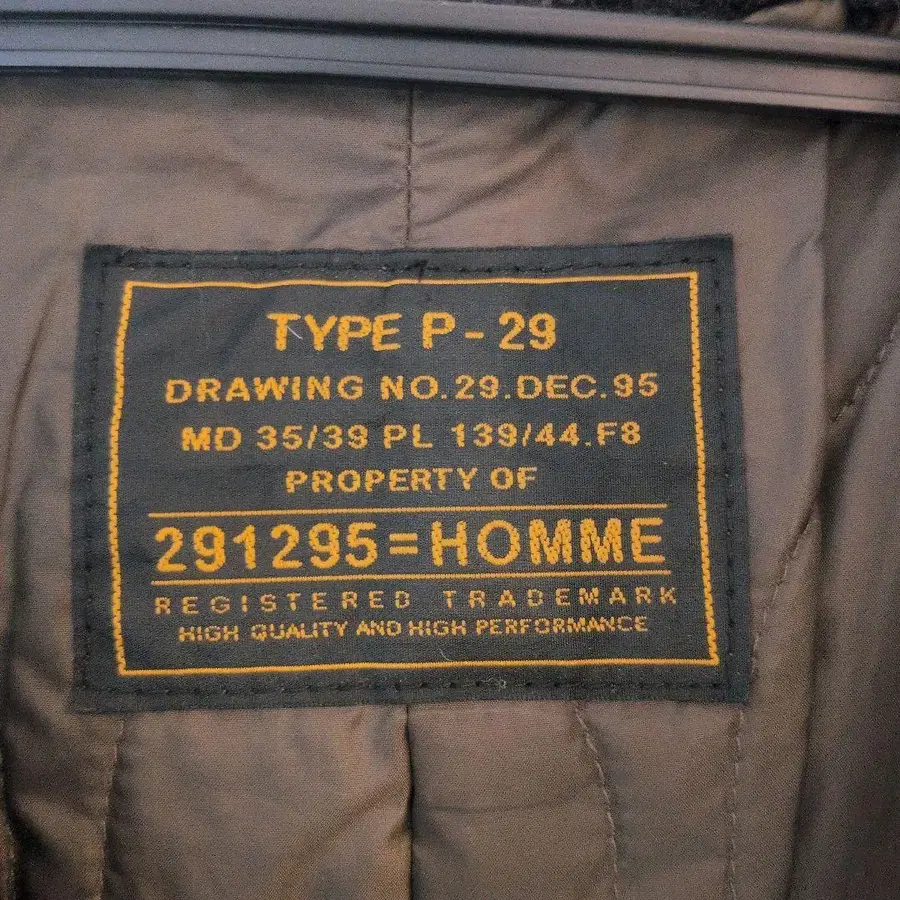 TYPE P-29
DRAWING NO.29.DEC.95
MD 35/39 PL 139/44.F8
PROPERTY OF
291295=HOMME
REGISTERED TRADEMARK
HIGH QUALITY AND HIGH PERFORMANCE